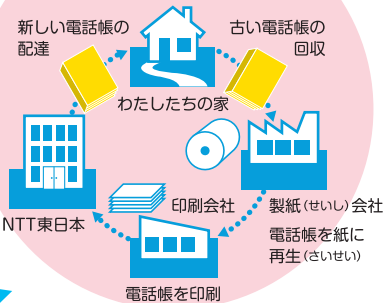 新しい電話帳の
配達
古い電話帳の
回収
わたしたちの家
製紙(せいし)会社
電話帳を紙に
再生(さいせい)
印刷会社
電話帳を印刷
NTT東日本